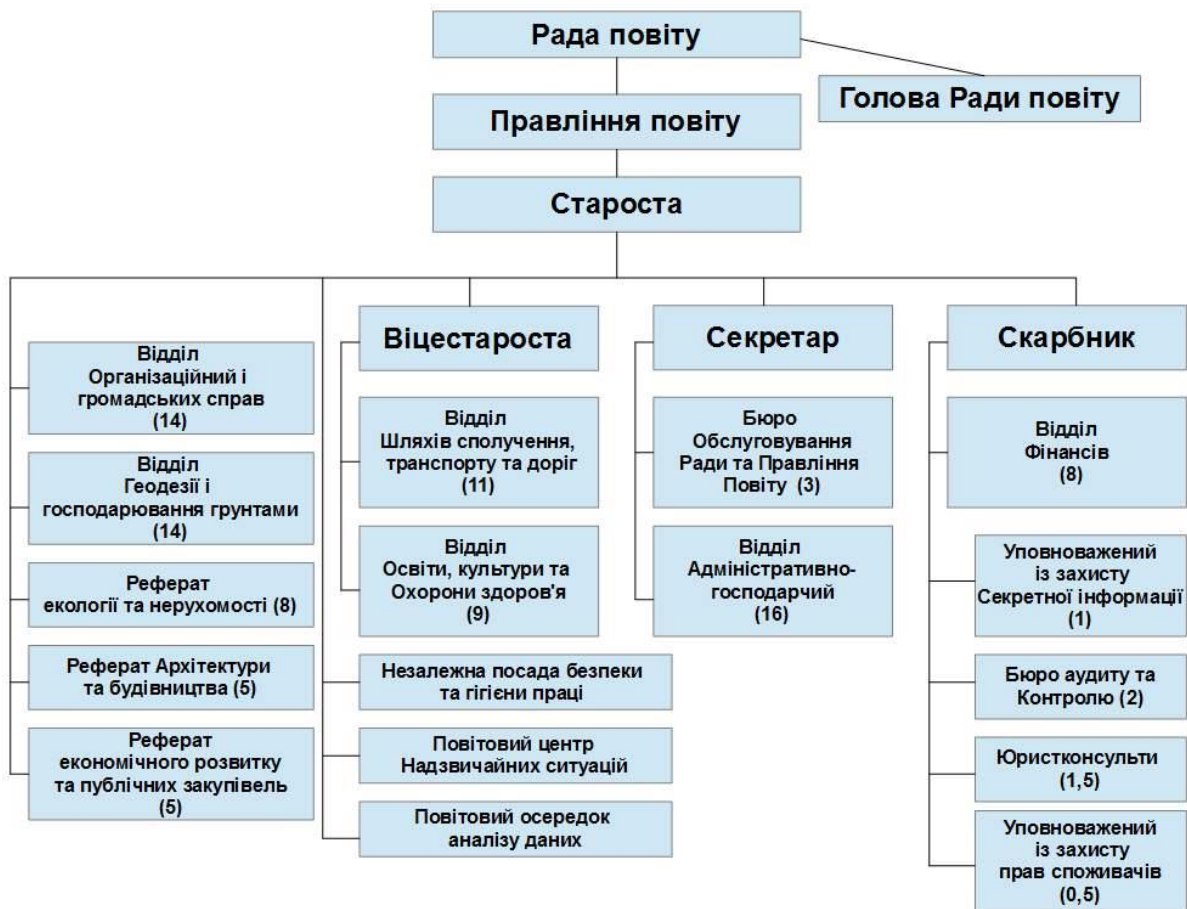 Рада повіту
Голова Ради повіту
Правління повіту
Староста
Відділ
Організаційний і
громадських справ
(14)
Відділ
Геодезії і
господарювання грунтами
(14)
Реферат
екології та нерухомості (8)
Реферат Архітектури
та будівництва (5)
Реферат
економічного розвитку
та публічних закупівель
(5)
Віцестароста
Відділ
Шляхів сполучення,
транспорту та доріг
(11)
Відділ
Освіти, культури та
Охорони здоров'я
(9)
Незалежна посада безпеки
та гігієни праці
Повітовий центр
Надзвичайних ситуацій
Повітовий осередок
аналізу даних
Секретар
Бюро
Обслуговування
Ради та Правління
Повіту (3)
Відділ
Адміністративно-
господарчий
(16)
Скарбник
Відділ
Фінансів
(8)
Уповноважений
із захисту
Секретної інформації
(1)
Бюро аудиту та
Контролю (2)
Юристконсульти
(1,5)
Уповноважений
із захисту
прав споживачів
(0,5)